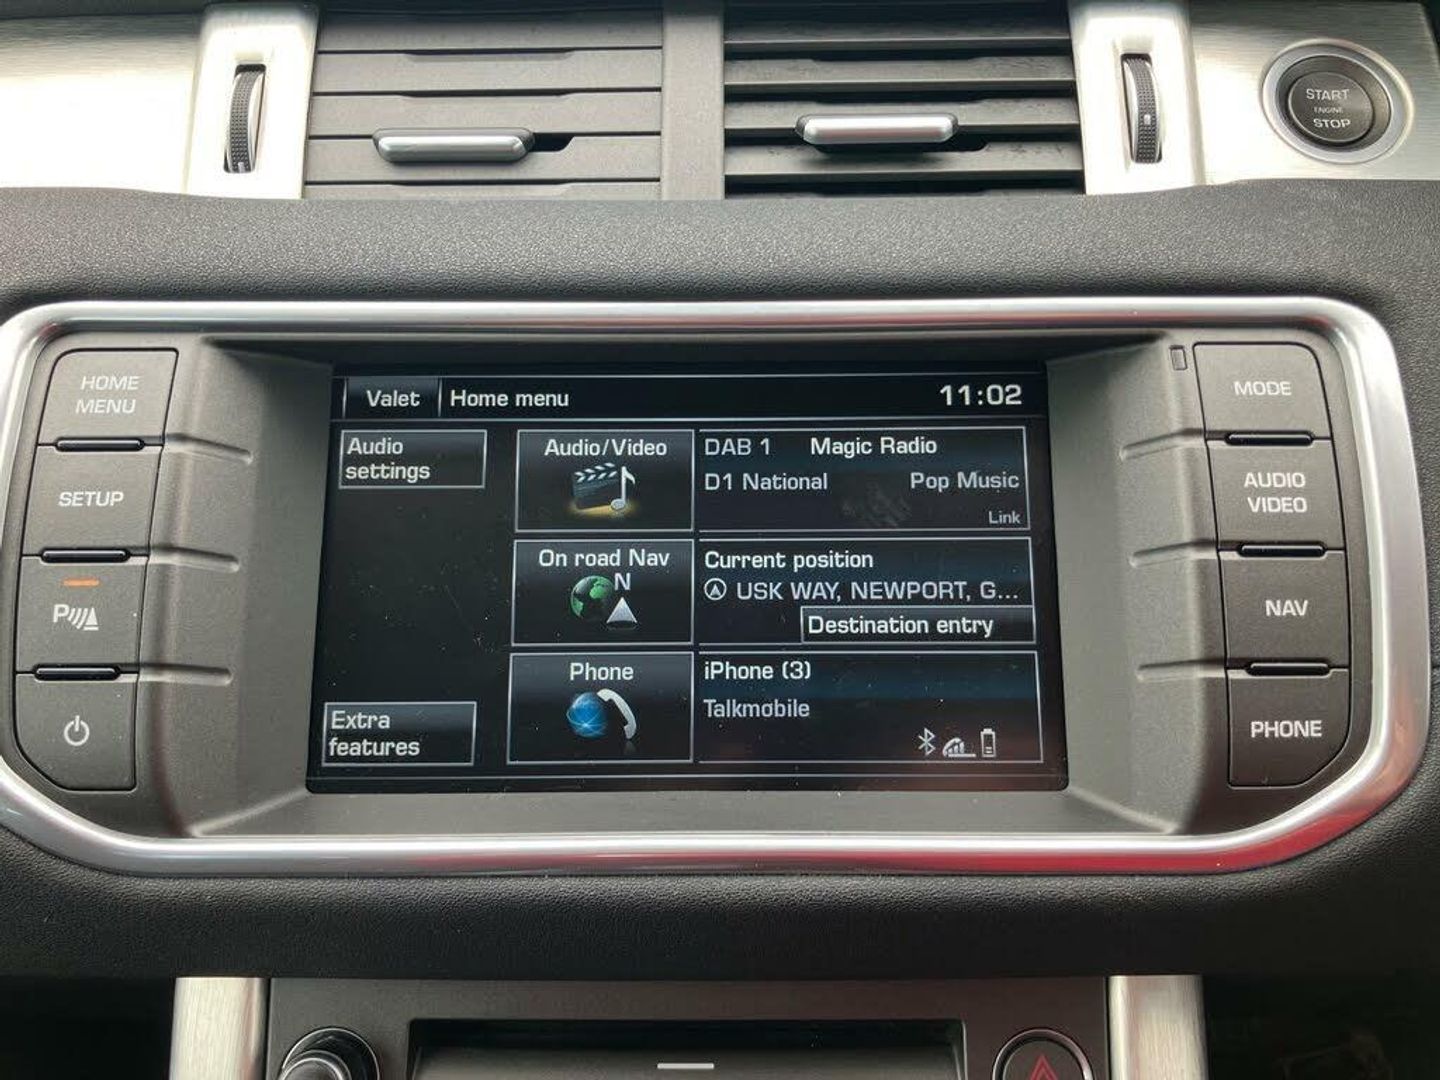 START
ENGINE
STOP
HOME
MENU
SETUP
P
Valet
Home menu
11:02
Audio
settings
Audio/Video
DAB 1 Magic Radio
D1 National Pop Music
Link
On road Nav
N
Current position
USK WAY, NEWPORT, G...
Destination entry
Phone
iPhone (3)
Talkmobile
Extra
features
MODE
AUDIO
VIDEO
NAV
PHONE